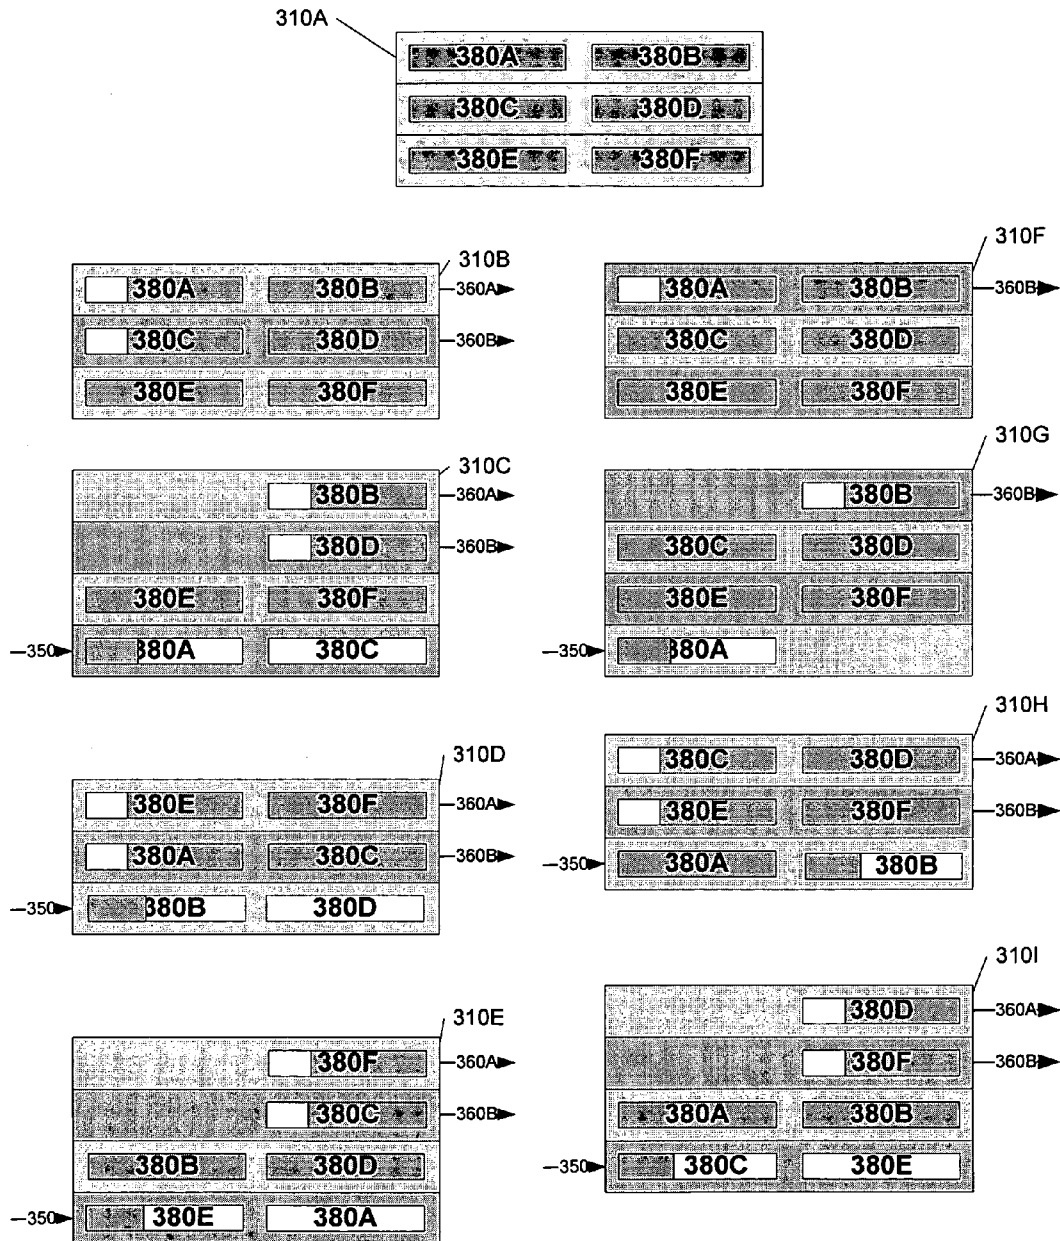 310A
380A 380B
380C 380D
380E 380F
310B
380A 380B 360A
380C 380D 360B
380E 380F
310C
380B 360A
380D 360B
380E 380F
350 380A 380C
310D
380E 380F 360A
380A 380C 360B
350 380B 380D
310E
380F 360A
380C 360B
380B 380D
350 380E 380A
310F
380A 380B 360B
380C 380D
380E 380F
310G
380B 360B
380C 380D
380E 380F
350 380A
310H
380C 380D 360A
380E 380F 360B
350 380A 380B
310I
380D 360A
380F 360B
380A 380B
350 380C 380E